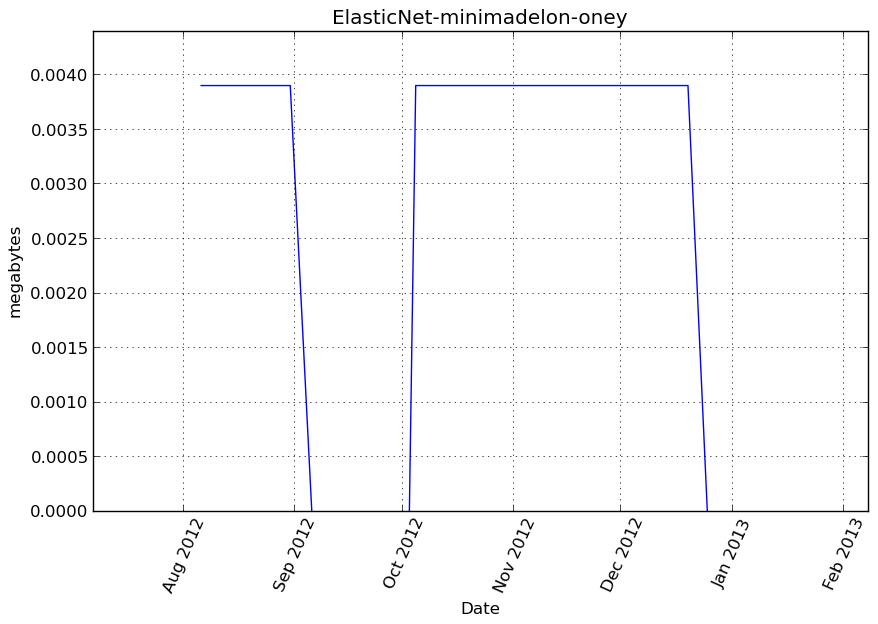 ElasticNet-minimadelon-oney
0.0040
0.0035
0.0030
0.0025
0.0020
0.0015
0.0010
0.0005
0.0000
megabytes
Aug 2012
Sep 2012
Oct 2012
Nov 2012
Dec 2012
Jan 2013
Feb 2013
Date